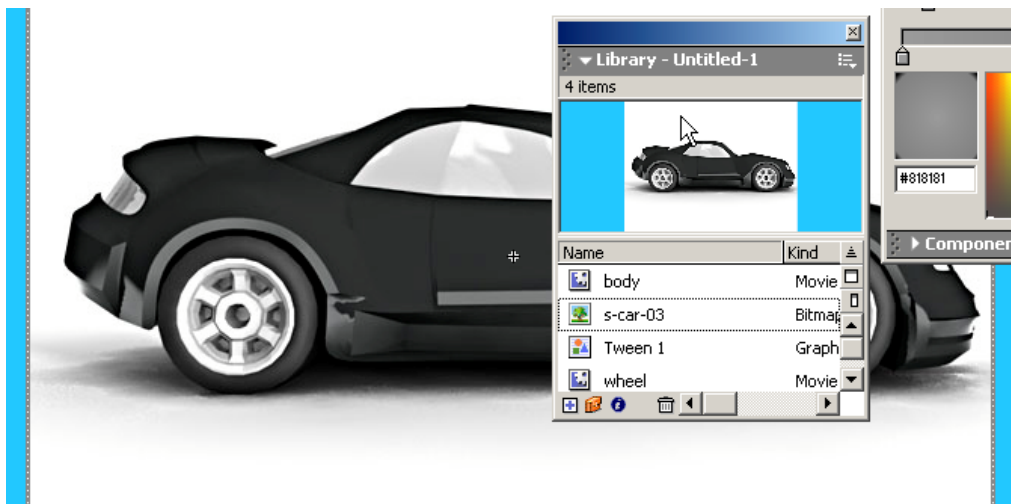 Library - Untitled-1
4 items
Name Kind
body Movie
s-car-03 Bitmap
Tween 1 Graph
wheel Movie
#818181
Componen